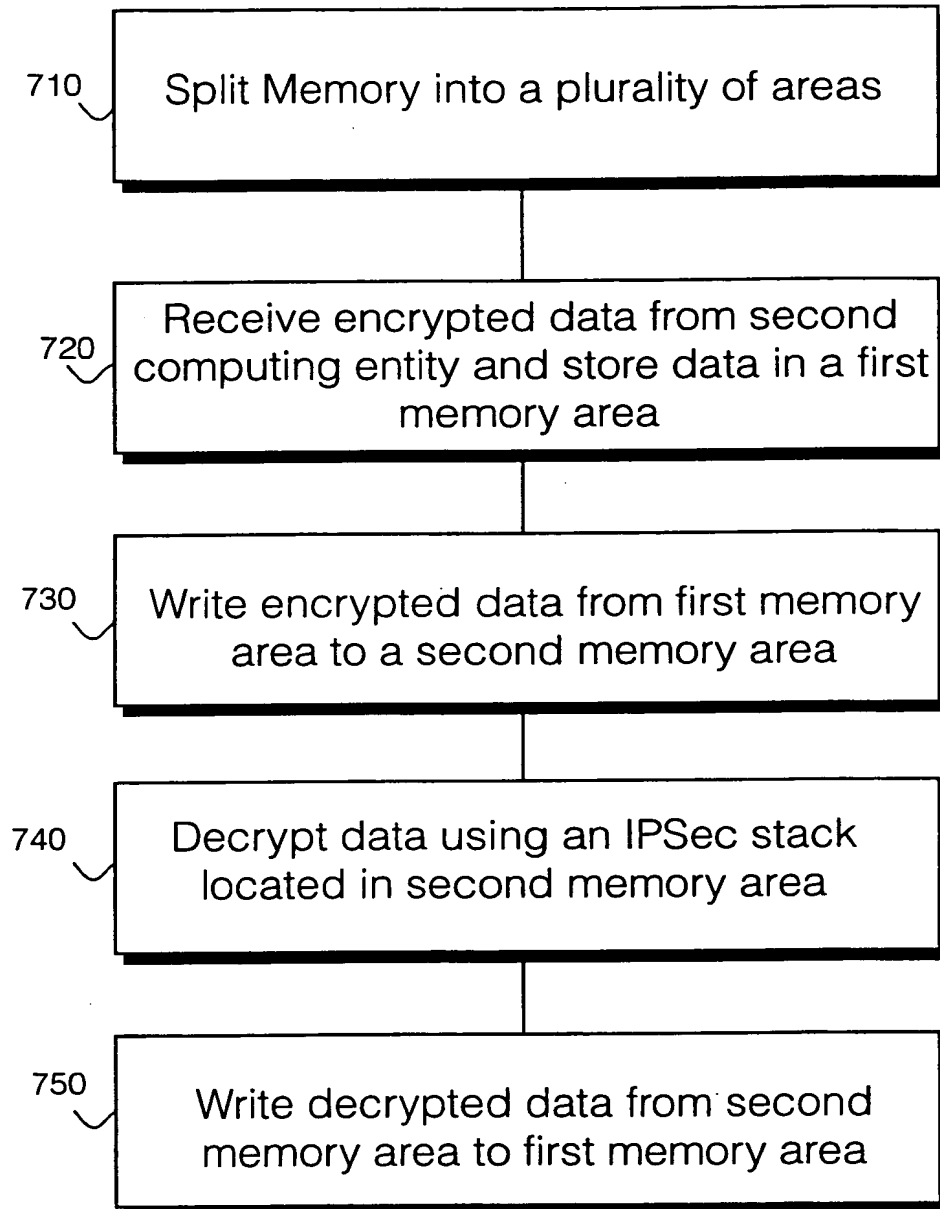 710
Split Memory into a plurality of areas
720
Receive encrypted data from second
computing entity and store data in a first
memory area
730
Write encrypted data from first memory
area to a second memory area
740
Decrypt data using an IPSec stack
located in second memory area
750
Write decrypted data from second
memory area to first memory area